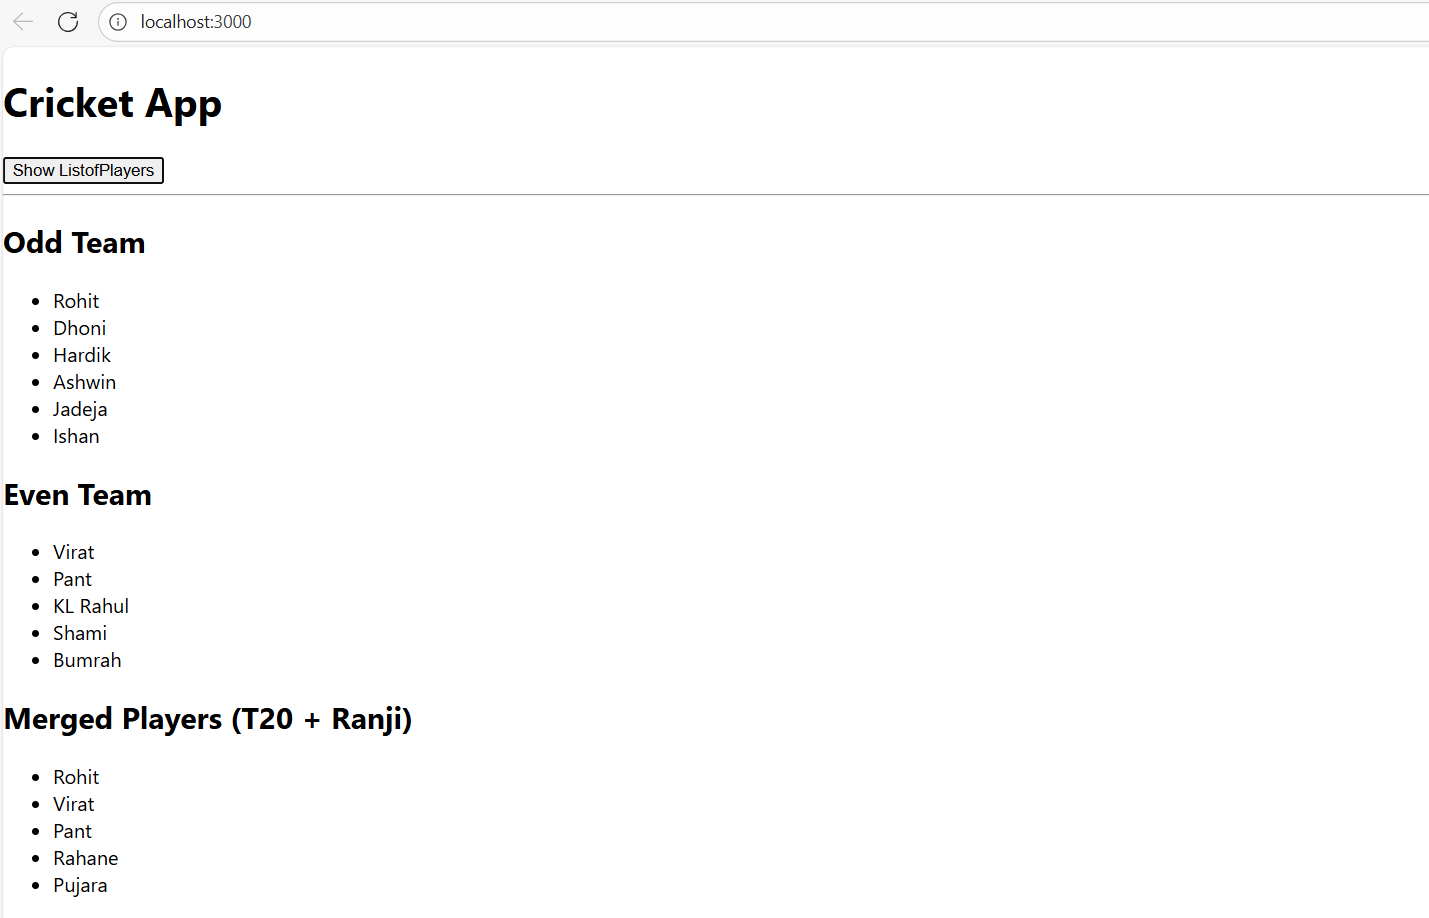 localhost:3000
Cricket App
Show ListofPlayers
Odd Team
Rohit
Dhoni
Hardik
Ashwin
Jadeja
Ishan
Even Team
Virat
Pant
KL Rahul
Shami
Bumrah
Merged Players (T20 + Ranji)
Rohit
Virat
Pant
Rahane
Pujara